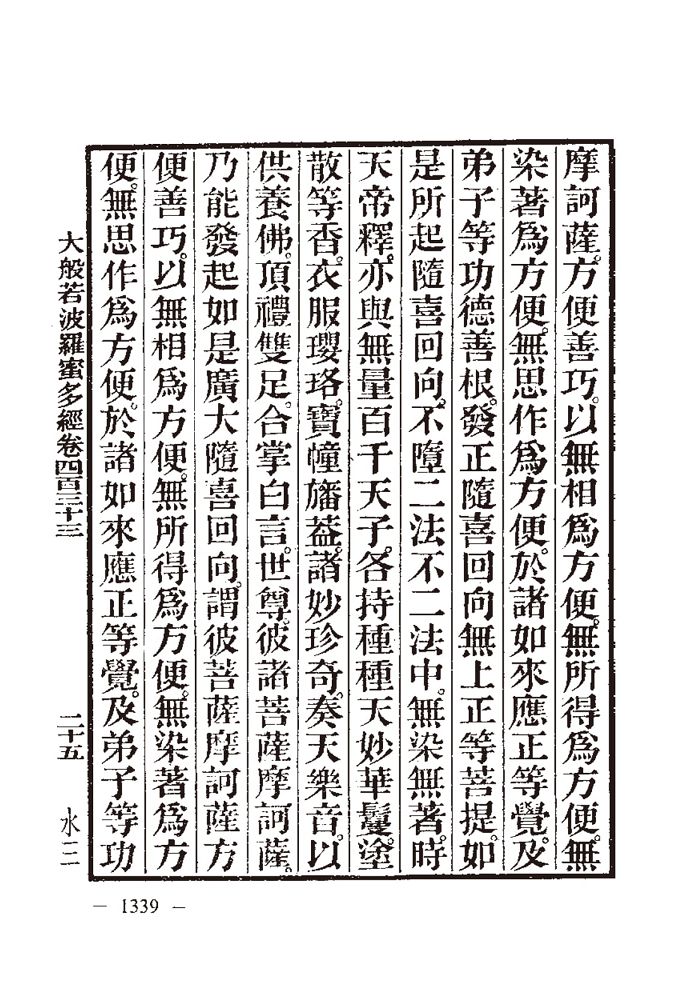 摩訶薩。方便善巧。以無相爲方便。無所得爲方便。無
染著爲方便。無思作爲方便。於諸如來應正等覺。及
弟子等功德善根。發正隨喜回向無上正等菩提。如
是所起隨喜回向。不墮二法不二法中。無染無著。時
天帝釋。亦與無量百千天子。各持種種天妙華鬘。塗
散等香。衣服瓔珞。寶幢旛葢。諸妙珍奇。奏天樂音。以
供養佛。頂禮雙足。合掌白言。世尊。彼諸菩薩摩訶薩。
乃能發起如是廣大隨喜回向。謂彼菩薩摩訶薩方
便善巧。以無相爲方便。無所得爲方便。無染著爲方
便。無思作爲方便。於諸如來應正等覺。及弟子等功
大般若波羅蜜多經卷四百三十三 二十五 水三
— 1339 —